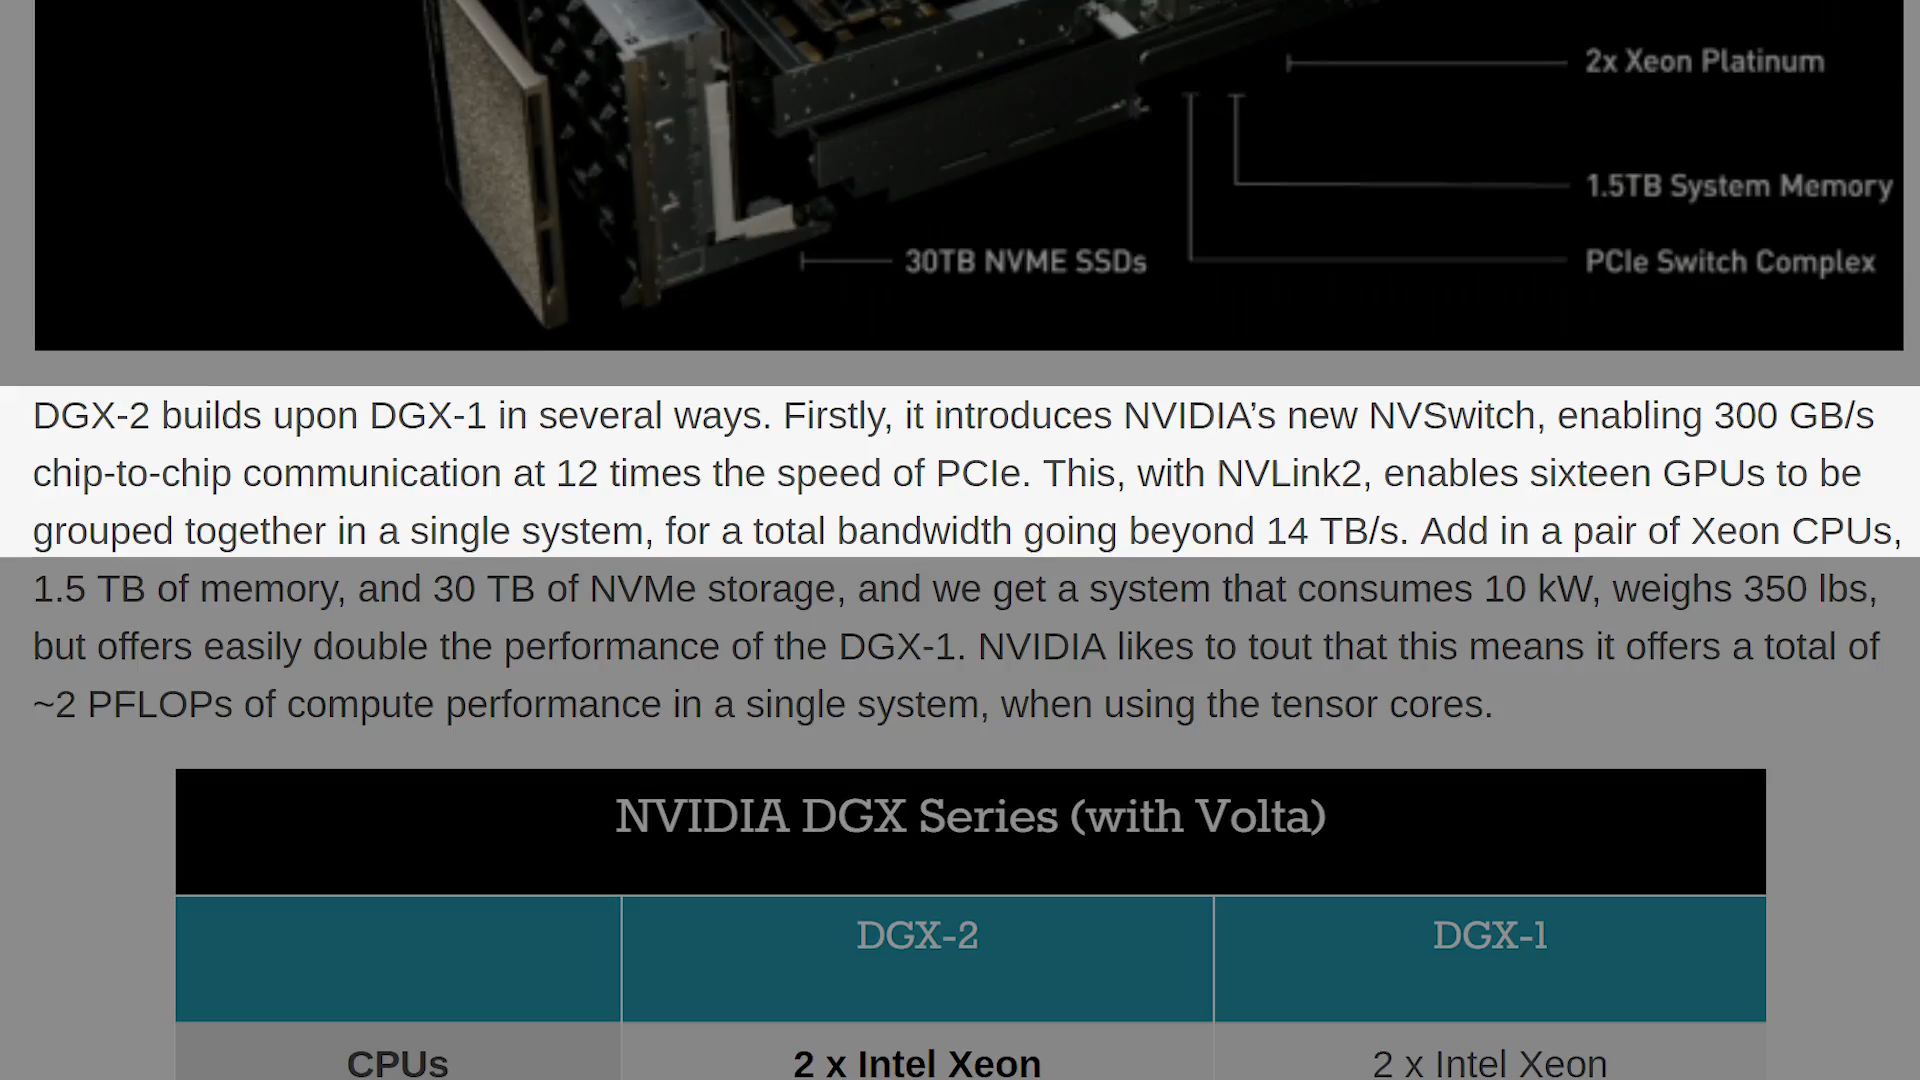 2x Xeon Platinum
1.5TB System Memory
30TB NVME SSDs
PCIe Switch Complex
DGX-2 builds upon DGX-1 in several ways. Firstly, it introduces NVIDIA’s new NVSwitch, enabling 300 GB/s
chip-to-chip communication at 12 times the speed of PCIe. This, with NVLink2, enables sixteen GPUs to be
grouped together in a single system, for a total bandwidth going beyond 14 TB/s. Add in a pair of Xeon CPUs,
1.5 TB of memory, and 30 TB of NVMe storage, and we get a system that consumes 10 kW, weighs 350 lbs,
but offers easily double the performance of the DGX-1. NVIDIA likes to tout that this means it offers a total of
~2 PFLOPs of compute performance in a single system, when using the tensor cores.
NVIDIA DGX Series (with Volta)
DGX-2 DGX-1
CPUs 2 x Intel Xeon 2 x Intel Xeon